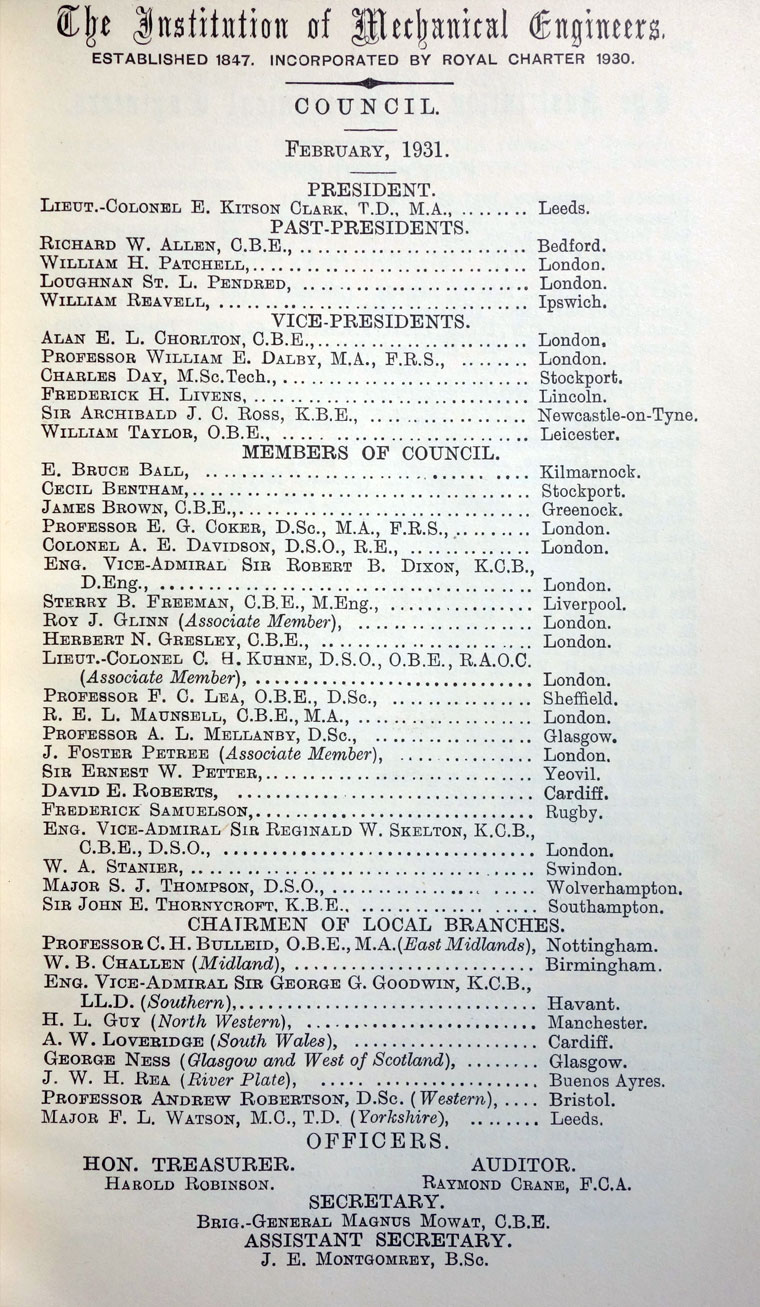 The Institution of Mechanical Engineers.
ESTABLISHED 1847. INCORPORATED BY ROYAL CHARTER 1930.
COUNCIL.
FEBRUARY, 1931.
PRESIDENT.
LIEUT.-COLONEL E. KITSON CLARK, T.D., M.A., ........ Leeds.
PAST-PRESIDENTS.
RICHARD W. ALLEN, C.B.E., ........ Bedford.
WILLIAM H. PATCHELL, ........ London.
LOUGHNAN ST. L. PENDRED, ........ London.
WILLIAM REAVELL, ........ Ipswich.
VICE-PRESIDENTS.
ALAN E. L. CHORLTON, C.B.E., ........ London.
PROFESSOR WILLIAM E. DALBY, M.A., F.R.S., ........ London.
CHARLES DAY, M.Sc.Tech., ........ Stockport.
FREDERICK H. LIVENS, ........ Lincoln.
SIR ARCHIBALD J. C. ROSS, K.B.E., ........ Newcastle-on-Tyne.
WILLIAM TAYLOR, O.B.E., ........ Leicester.
MEMBERS OF COUNCIL.
E. BRUCE BALL, ........ Kilmarnock.
CECIL BENTHAM, ........ Stockport.
JAMES BROWN, C.B.E., ........ Greenock.
PROFESSOR E. G. COKER, D.Sc., M.A., F.R.S., ........ London.
COLONEL A. E. DAVIDSON, D.S.O., R.E., ........ London.
ENG. VICE-ADMIRAL SIR ROBERT B. DIXON, K.C.B.,
D.Eng., ........ London.
STERRY B. FREEMAN, C.B.E., M.Eng., ........ Liverpool.
ROY J. GLINN (Associate Member), ........ London.
HERBERT N. GRESLEY, C.B.E., ........ London.
LIEUT.-COLONEL C. H. KUHNE, D.S.O., O.B.E., R.A.O.C.
(Associate Member), ........ London.
PROFESSOR F. C. LEA, O.B.E., D.Sc., ........ Sheffield.
R. E. L. MAUNSELL, C.B.E., M.A., ........ London.
PROFESSOR A. L. MELLANBY, D.Sc., ........ Glasgow.
J. FOSTER PETREE (Associate Member), ........ London.
SIR ERNEST W. PETTER, ........ Yeovil.
DAVID E. ROBERTS, ........ Cardiff.
FREDERICK SAMUELSON, ........ Rugby.
ENG. VICE-ADMIRAL SIR REGINALD W. SKELTON, K.C.B.,
C.B.E., D.S.O., ........ London.
W. A. STANIER, ........ Swindon.
MAJOR S. J. THOMPSON, D.S.O., ........ Wolverhampton.
SIR JOHN E. THORNYCROFT, K.B.E., ........ Southampton.
CHAIRMEN OF LOCAL BRANCHES.
PROFESSOR C. H. BULLEID, O.B.E., M.A. (East Midlands), Nottingham.
W. B. CHALLEN (Midland), ........ Birmingham.
ENG. VICE-ADMIRAL SIR GEORGE G. GOODWIN, K.C.B.,
LL.D. (Southern), ........ Havant.
H. L. GUY (North Western), ........ Manchester.
A. W. LOVERIDGE (South Wales), ........ Cardiff.
GEORGE NESS (Glasgow and West of Scotland), ........ Glasgow.
J. W. H. REA (River Plate), ........ Buenos Ayres.
PROFESSOR ANDREW ROBERTSON, D.Sc. (Western), .... Bristol.
MAJOR F. L. WATSON, M.C., T.D. (Yorkshire), ........ Leeds.
OFFICERS.
HON. TREASURER. AUDITOR.
HAROLD ROBINSON. RAYMOND CRANE, F.C.A.
SECRETARY.
BRIG.-GENERAL MAGNUS MOWAT, C.B.E.
ASSISTANT SECRETARY.
J. E. MONTGOMREY, B.Sc.